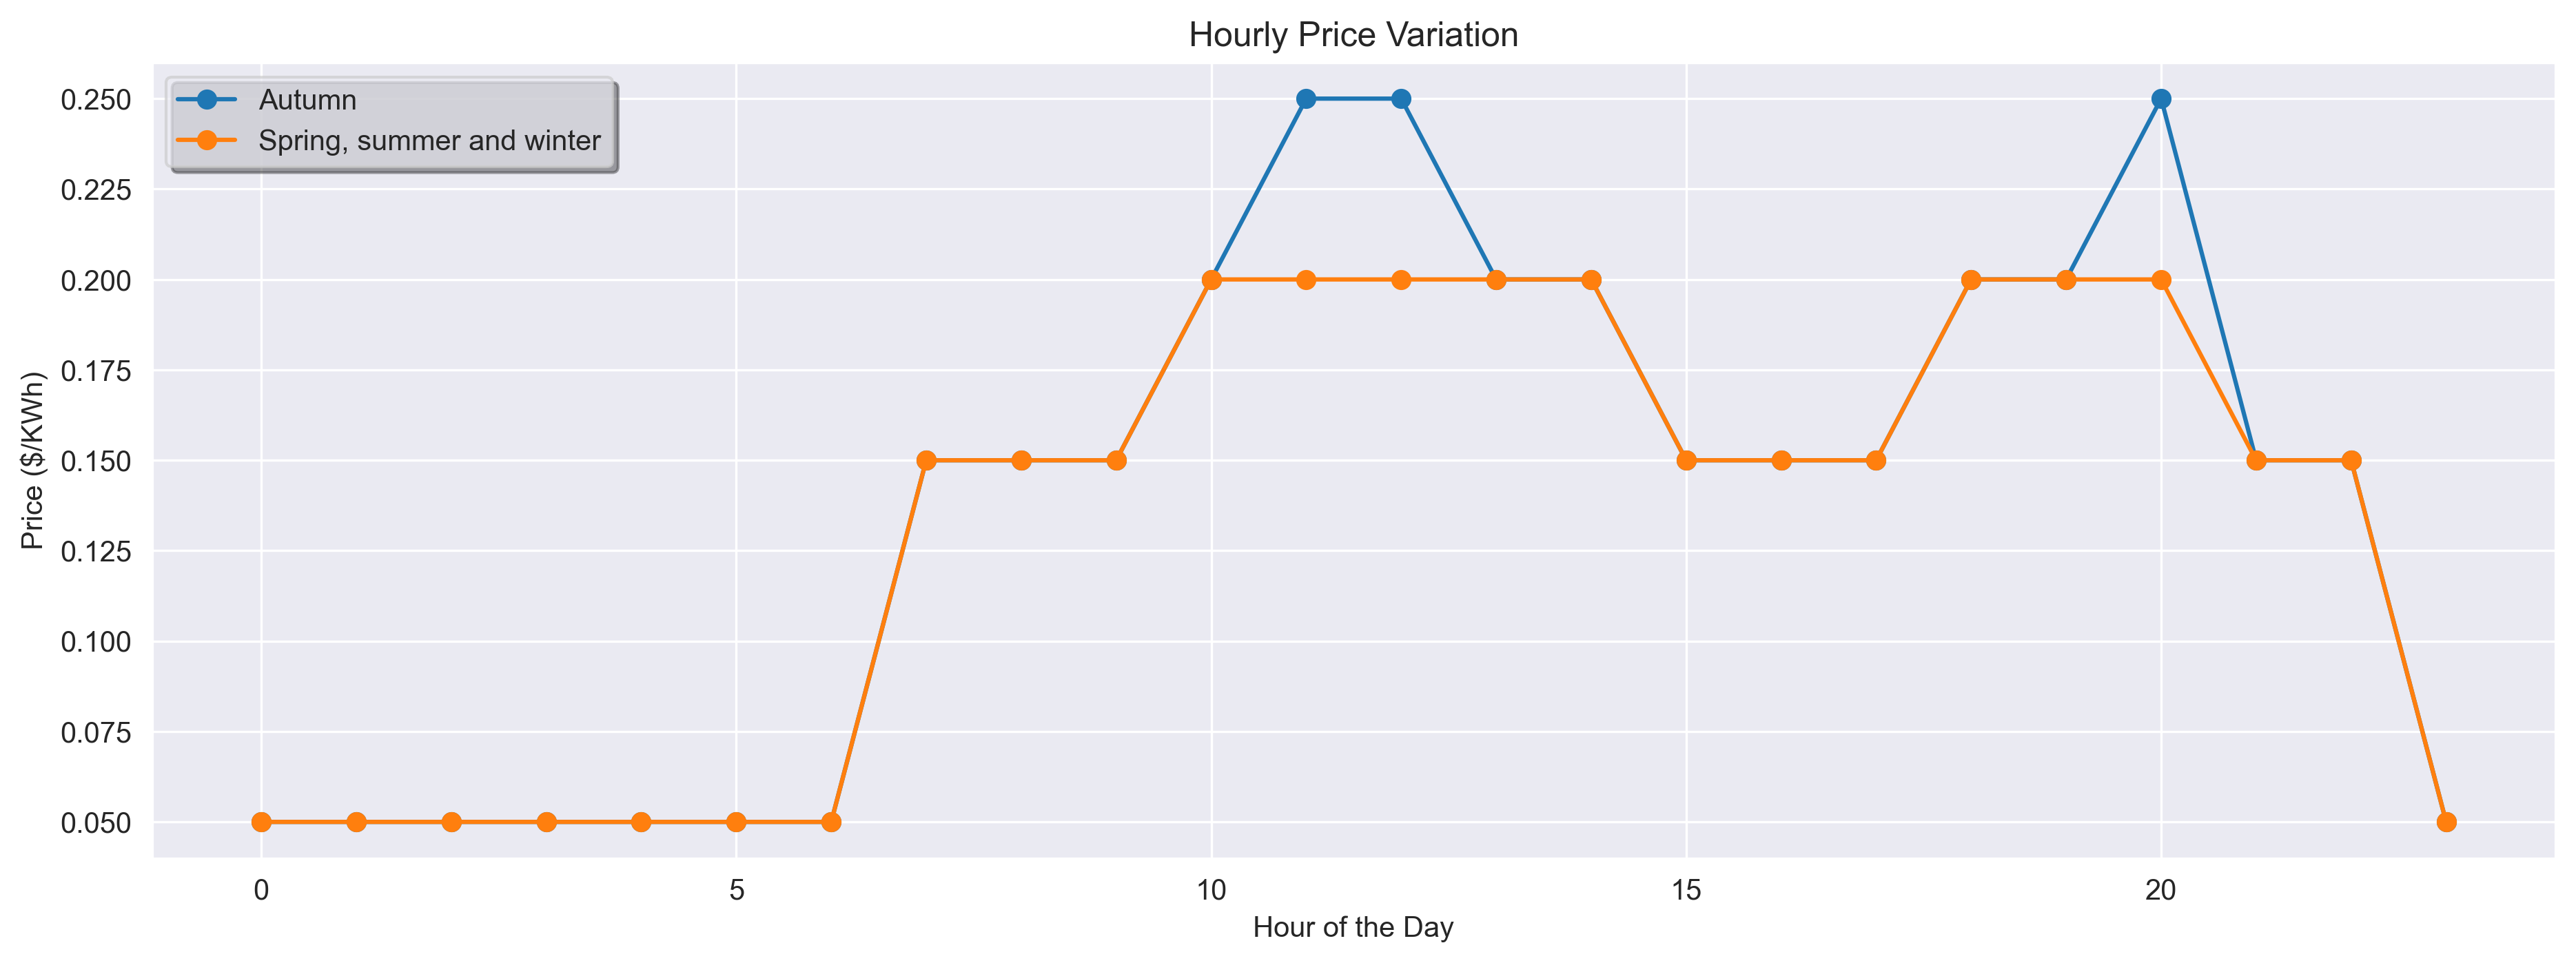 Hourly Price Variation
Autumn
Spring, summer and winter
0.250
0.225
0.200
0.175
0.150
0.125
0.100
0.075
0.050
Price ($/KWh)
0 5 10 15 20
Hour of the Day